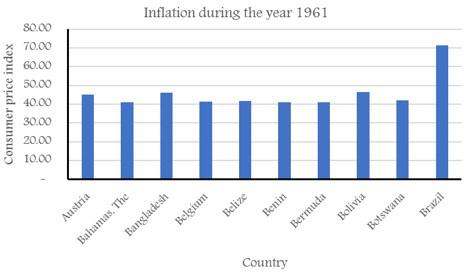 Inflation during the year 1961
Consumer price index
80.00
70.00
60.00
50.00
40.00
30.00
20.00
10.00
-
Austria
Bahamas, The
Bangladesh
Belgium
Belize
Benin
Bermuda
Bolivia
Botswana
Brazil
Country